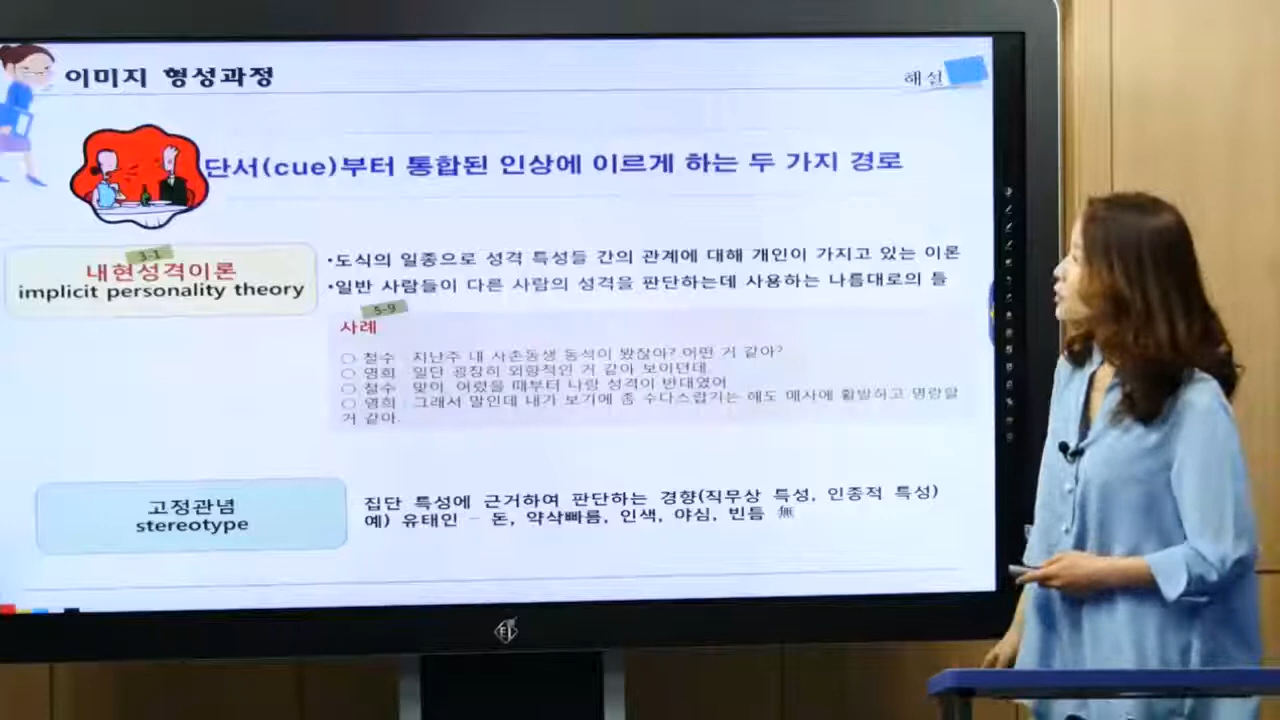 이미지 형성과정
해설
단서(cue)부터 통합된 인상에 이르게 하는 두 가지 경로
3-1
내현성격이론
implicit personality theory
•도식의 일종으로 성격 특성들 간의 관계에 대해 개인이 가지고 있는 이론
•일반 사람들이 다른 사람의 성격을 판단하는데 사용하는 나름대로의 틀
5-9
사례
○ 철수 : 지난주 내 사촌동생 동석이 봤잖아? 어떤 거 같아?
○ 영희 : 일단 굉장히 외향적인 거 같아 보이던데.
○ 철수 : 맞아. 어렸을 때부터 나랑 성격이 반대였어.
○ 영희 : 그래서 말인데 내가 보기에 좀 수다스럽기는 해도 매사에 활발하고 명랑할
거 같아.
고정관념
stereotype
집단 특성에 근거하여 판단하는 경향(직무상 특성, 인종적 특성)
예) 유태인 – 돈, 약삭빠름, 인색, 야심, 빈틈 無